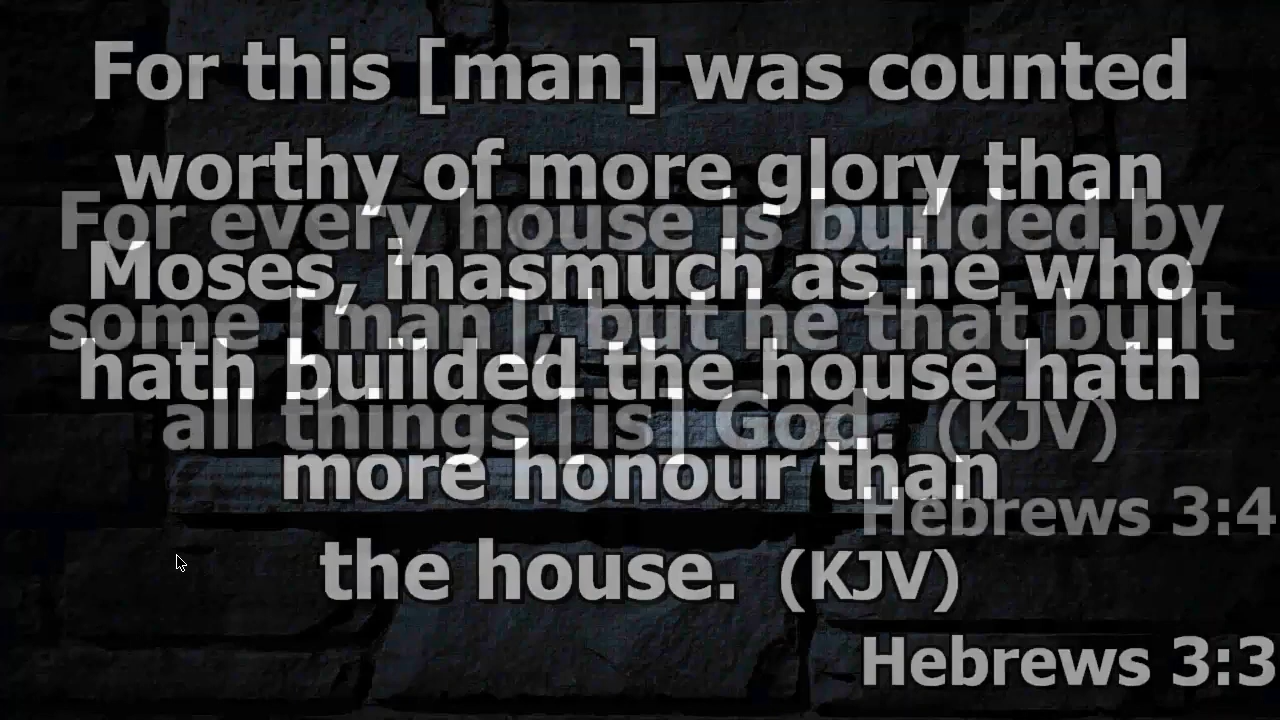 For this [man] was counted
worthy of more glory than
Moses, inasmuch as he who
hath builded the house hath
more honour than
the house. (KJV)
Hebrews 3:3
For every house is builded by
some [man]; but he that built
all things [is] God. (KJV)
Hebrews 3:4